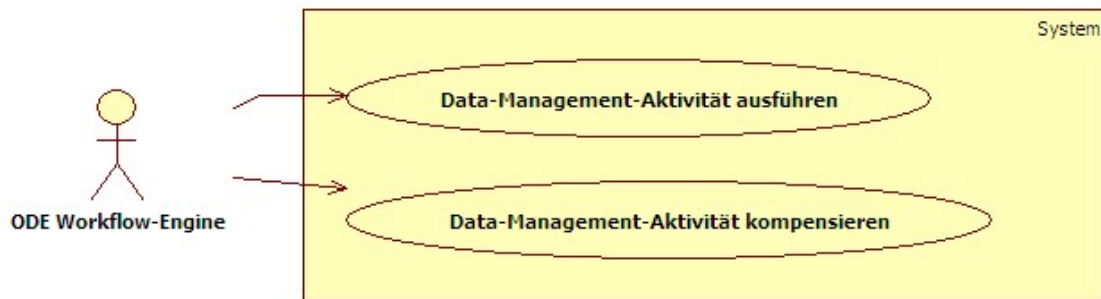 System
Data-Management-Aktivität ausführen
Data-Management-Aktivität kompensieren
ODE Workflow-Engine